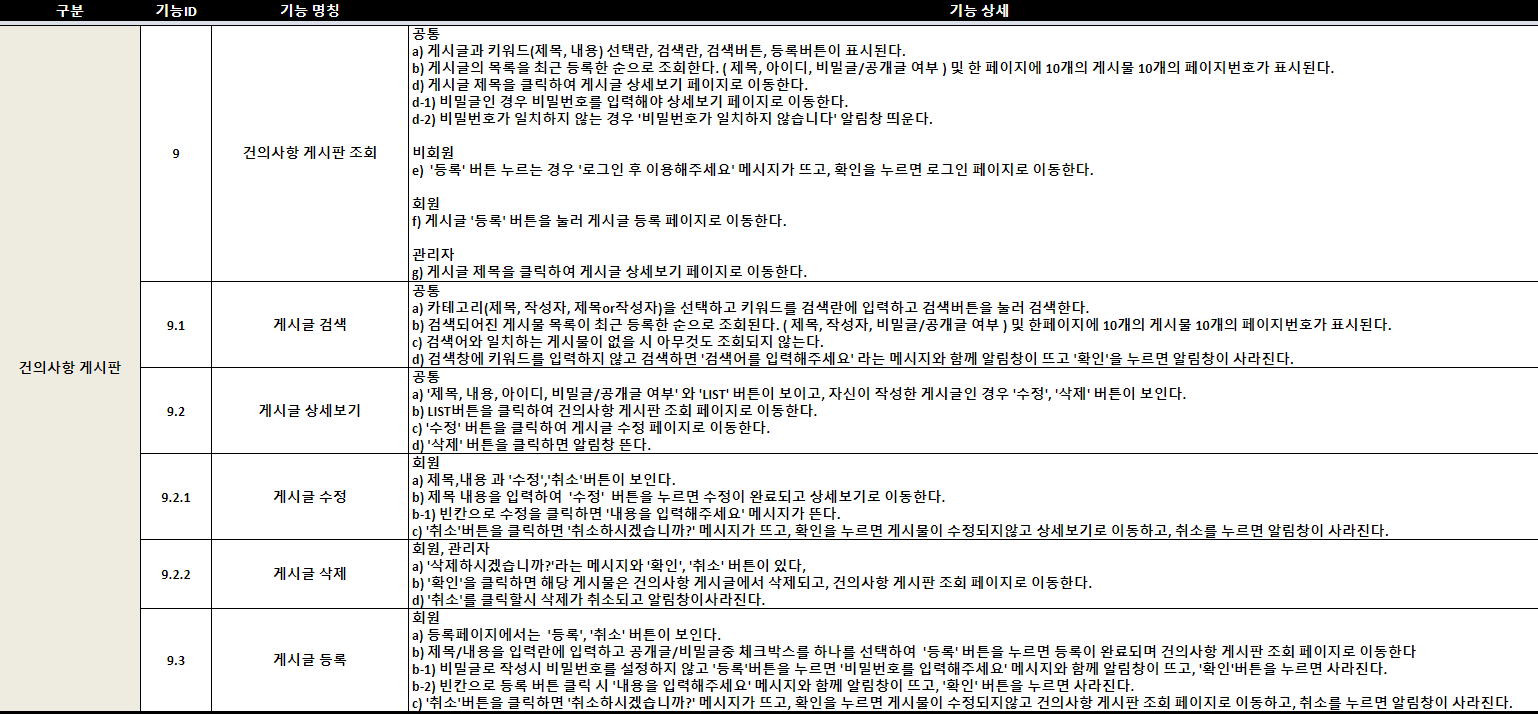 구분 기능ID 기능 명칭 기능 상세
건의사항 게시판
9 건의사항 게시판 조회
공통
a) 게시글과 키워드(제목, 내용) 선택란, 검색란, 검색버튼, 등록버튼이 표시된다.
b) 게시글의 목록을 최근 등록한 순으로 조회한다. ( 제목, 아이디, 비밀글/공개글 여부 ) 및 한 페이지에 10개의 게시물 10개의 페이지번호가 표시된다.
d) 게시글 제목을 클릭하여 게시글 상세보기 페이지로 이동한다.
d-1) 비밀글인 경우 비밀번호를 입력해야 상세보기 페이지로 이동한다.
d-2) 비밀번호가 일치하지 않는 경우 '비밀번호가 일치하지 않습니다' 알림창 띄운다.
비회원
e)  '등록' 버튼 누르는 경우 '로그인 후 이용해주세요' 메시지가 뜨고, 확인을 누르면 로그인 페이지로 이동한다.
회원
f) 게시글 '등록' 버튼을 눌러 게시글 등록 페이지로 이동한다.
관리자
g) 게시글 제목을 클릭하여 게시글 상세보기 페이지로 이동한다.
9.1 게시글 검색
공통
a) 카테고리(제목, 작성자, 제목or작성자)을 선택하고 키워드를 검색란에 입력하고 검색버튼을 눌러 검색한다.
b) 검색되어진 게시물 목록이 최근 등록한 순으로 조회된다. ( 제목, 작성자, 비밀글/공개글 여부 ) 및 한페이지에 10개의 게시물 10개의 페이지번호가 표시된다.
c) 검색어와 일치하는 게시물이 없을 시 아무것도 조회되지 않는다.
d) 검색창에 키워드를 입력하지 않고 검색하면 '검색어를 입력해주세요' 라는 메시지와 함께 알림창이 뜨고 '확인'을 누르면 알림창이 사라진다.
9.2 게시글 상세보기
공통
a) '제목, 내용, 아이디, 비밀글/공개글 여부' 와 'LIST' 버튼이 보이고, 자신이 작성한 게시글인 경우 '수정', '삭제' 버튼이 보인다.
b) LIST버튼을 클릭하여 건의사항 게시판 조회 페이지로 이동한다.
c) '수정' 버튼을 클릭하여 게시글 수정 페이지로 이동한다.
d) '삭제' 버튼을 클릭하면 알림창 뜬다.
9.2.1 게시글 수정
회원
a) 제목,내용 과 '수정','취소'버튼이 보인다.
b) 제목 내용을 입력하여  '수정'  버튼을 누르면 수정이 완료되고 상세보기로 이동한다.
b-1) 빈칸으로 수정을 클릭하면 '내용을 입력해주세요' 메시지가 뜬다.
c) '취소'버튼을 클릭하면 '취소하시겠습니까?' 메시지가 뜨고, 확인을 누르면 게시물이 수정되지않고 상세보기로 이동하고, 취소를 누르면 알림창이 사라진다.
9.2.2 게시글 삭제
회원, 관리자
a) '삭제하시겠습니까?'라는 메시지와 '확인', '취소' 버튼이 있다,
b) '확인'을 클릭하면 해당 게시물은 건의사항 게시글에서 삭제되고, 건의사항 게시판 조회 페이지로 이동한다.
d) '취소'를 클릭할시 삭제가 취소되고 알림창이사라진다.
9.3 게시글 등록
회원
a) 등록페이지에서는  '등록', '취소' 버튼이 보인다.
b) 제목/내용을 입력란에 입력하고 공개글/비밀글중 체크박스를 하나를 선택하여  '등록' 버튼을 누르면 등록이 완료되며 건의사항 게시판 조회 페이지로 이동한다
b-1) 비밀글로 작성시 비밀번호를 설정하지 않고 '등록'버튼을 누르면 '비밀번호를 입력해주세요' 메시지와 함께 알림창이 뜨고, '확인'버튼을 누르면 사라진다.
b-2) 빈칸으로 등록 버튼 클릭 시 '내용을 입력해주세요' 메시지와 함께 알림창이 뜨고, '확인' 버튼을 누르면 사라진다.
c) '취소'버튼을 클릭하면 '취소하시겠습니까?' 메시지가 뜨고, 확인을 누르면 게시물이 수정되지않고 건의사항 게시판 조회 페이지로 이동하고, 취소를 누르면 알림창이 사라진다.